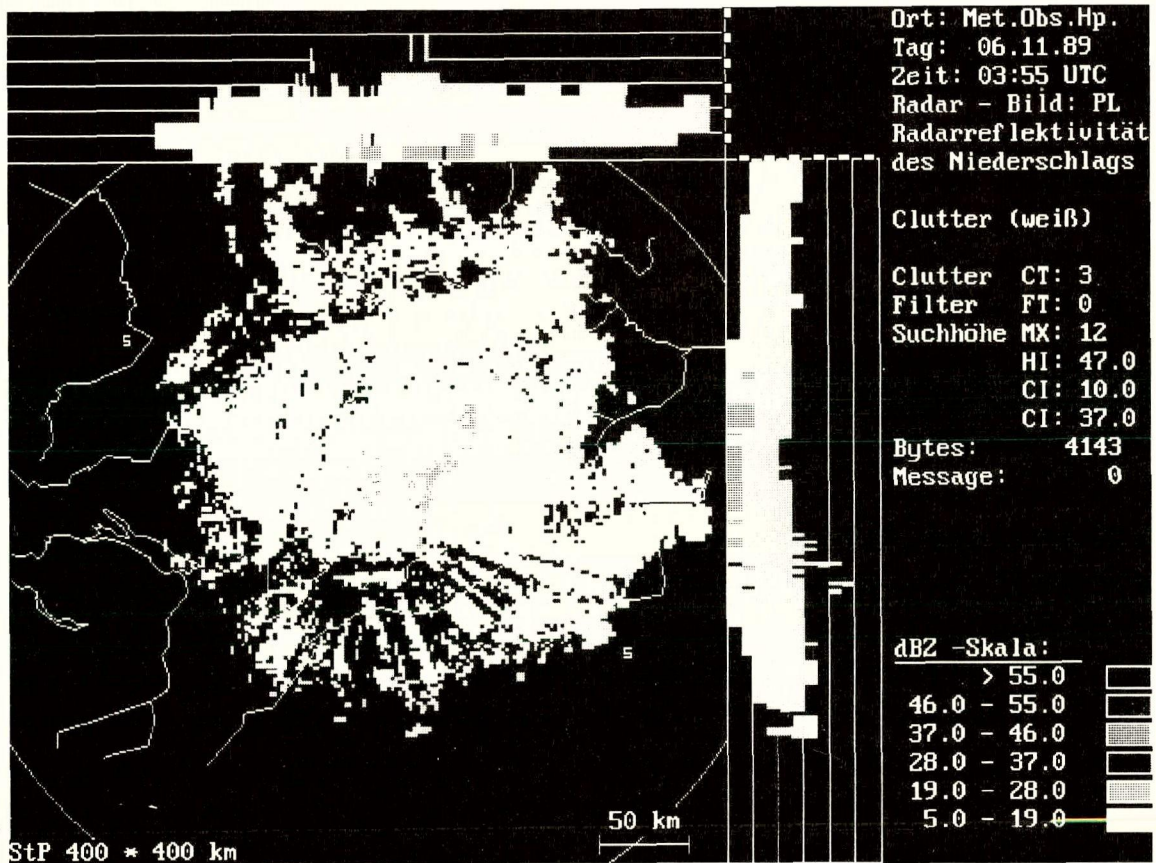 Ort: Met.Obs.Hp.
Tag: 06.11.89
Zeit: 03:55 UTC
Radar - Bild: PL
Radarreflektivität
des Niederschlags
Clutter (weiß)
Clutter CT: 3
Filter FT: 0
Suchhöhe MX: 12
HI: 47.0
CI: 10.0
CI: 37.0
Bytes: 4143
Message: 0
N
S
S
dBZ -Skala:
> 55.0
46.0 - 55.0
37.0 - 46.0
28.0 - 37.0
19.0 - 28.0
5.0 - 19.0
50 km
StP 400 * 400 km